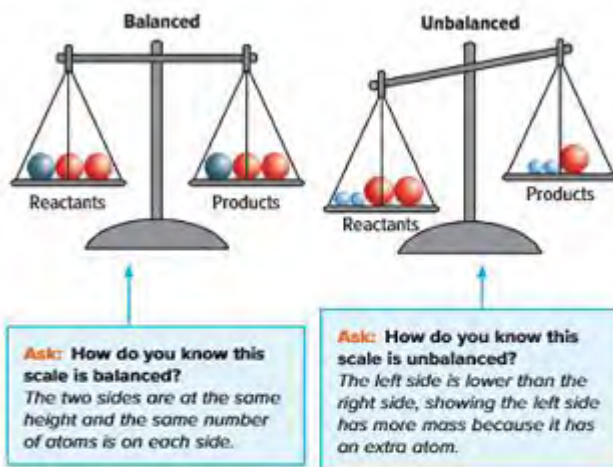 Balanced
Unbalanced
Reactants
Products
Reactants
Products
Ask: How do you know this
scale is balanced?
The two sides are at the same
height and the same number
of atoms is on each side.
Ask: How do you know this
scale is unbalanced?
The left side is lower than the
right side, showing the left side
has more mass because it has
an extra atom.